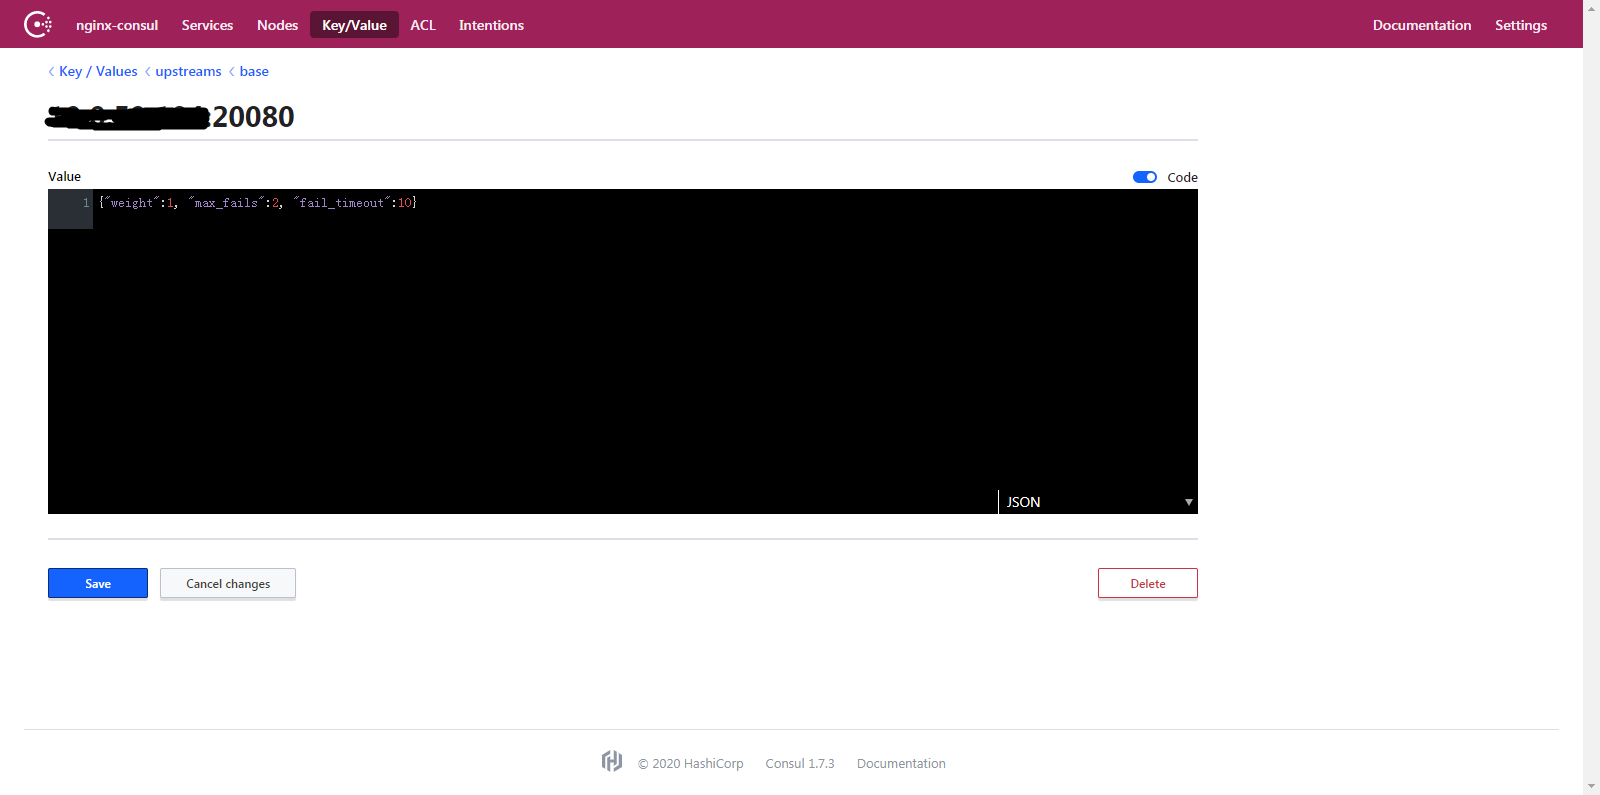 nginx-consul Services Nodes Key/Value ACL Intentions Documentation Settings
Key / Values upstreams base
:20080
Value Code
1 {"weight":1, "max_fails":2, "fail_timeout":10}
JSON
Save Cancel changes Delete
© 2020 HashiCorp Consul 1.7.3 Documentation